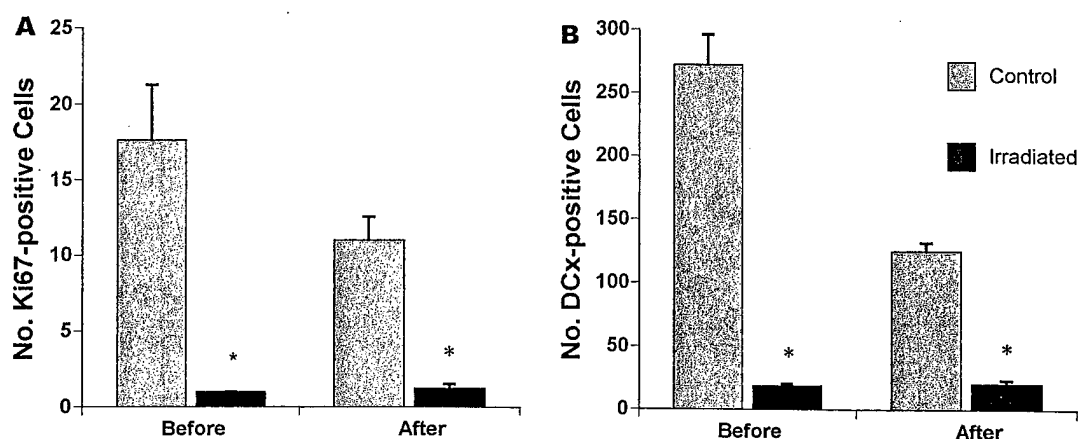 A
No. Ki67-positive Cells
25
20
15
10
5
0
*
*
Before
After
B
No. DCx-positive Cells
300
250
200
150
100
50
0
*
*
Before
After
Control
Irradiated